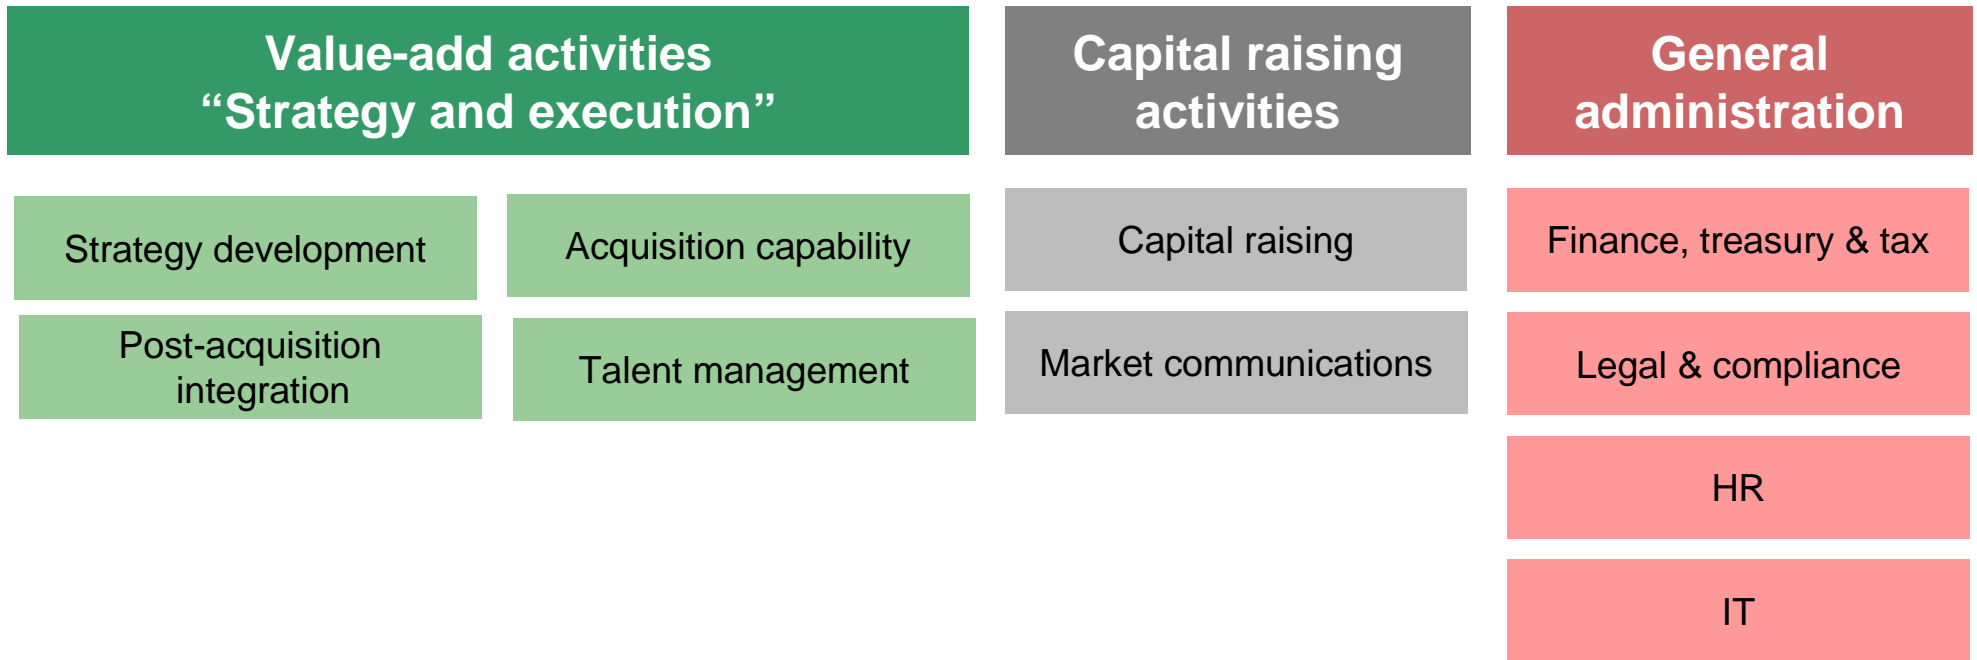 Value-add activities
“Strategy and execution”
Capital raising
activities
General
administration
Strategy development
Acquisition capability
Post-acquisition
integration
Talent management
Capital raising
Market communications
Finance, treasury & tax
Legal & compliance
HR
IT